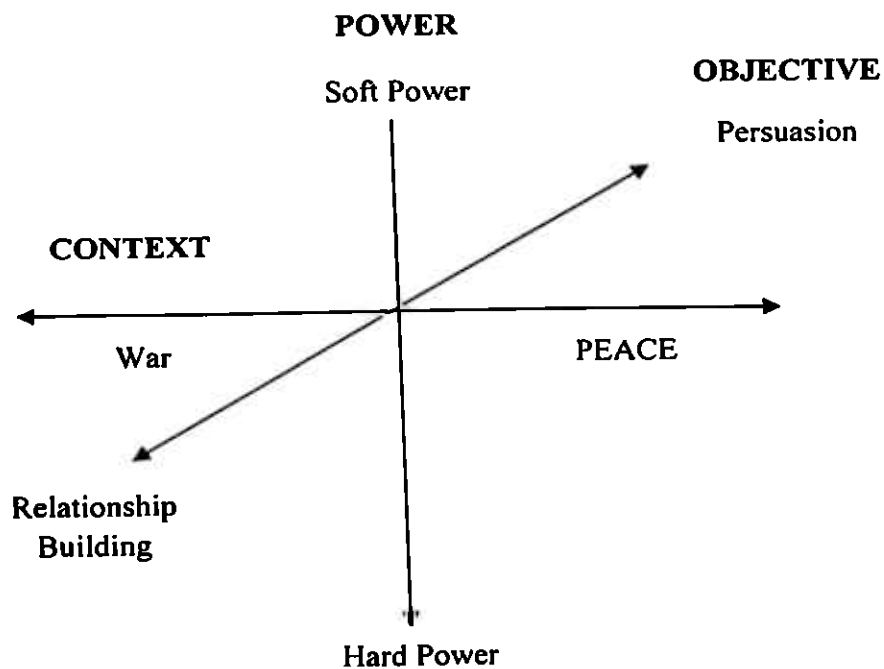 POWER
Soft Power
OBJECTIVE
Persuasion
CONTEXT
War
PEACE
Relationship
Building
Hard Power